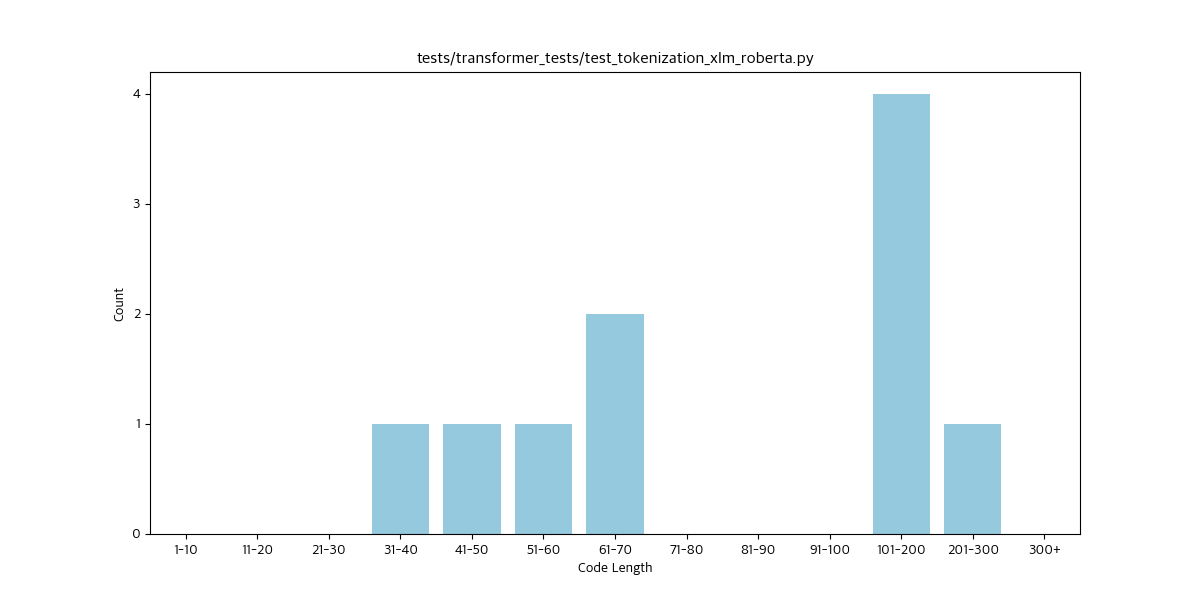 tests/transformer_tests/test_tokenization_xlm_roberta.py
4
3
2
1
0
Count
1-10 11-20 21-30 31-40 41-50 51-60 61-70 71-80 81-90 91-100 101-200 201-300 300+
Code Length